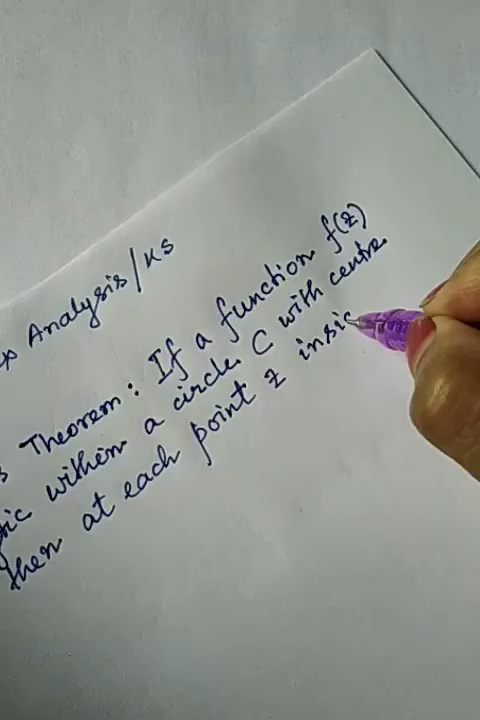 Analysis/KS
Theorem: If a function f(z)
within a circle C with centre
then at each point z insi